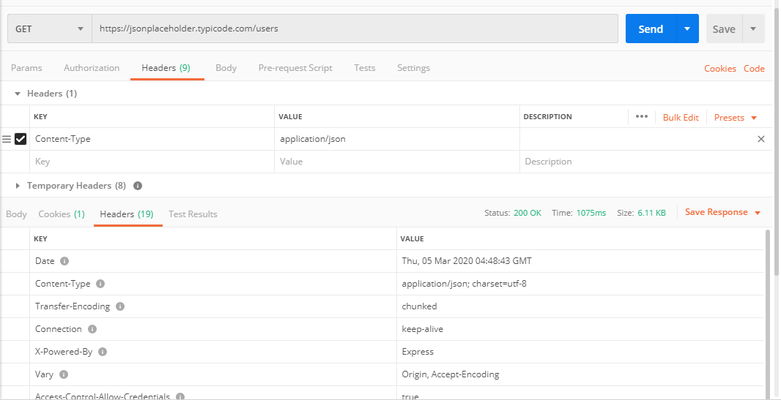 GET https://jsonplaceholder.typicode.com/users Send Save
Params Authorization Headers (9) Body Pre-request Script Tests Settings Cookies Code
Headers (1)
KEY VALUE DESCRIPTION ••• Bulk Edit Presets
Content-Type application/json
Key Value Description
Temporary Headers (8)
Body Cookies (1) Headers (19) Test Results Status: 200 OK Time: 1075ms Size: 6.11 KB Save Response
KEY VALUE
Date Thu, 05 Mar 2020 04:48:43 GMT
Content-Type application/json; charset=utf-8
Transfer-Encoding chunked
Connection keep-alive
X-Powered-By Express
Vary Origin, Accept-Encoding
Access-Control-Allow-Credentials true